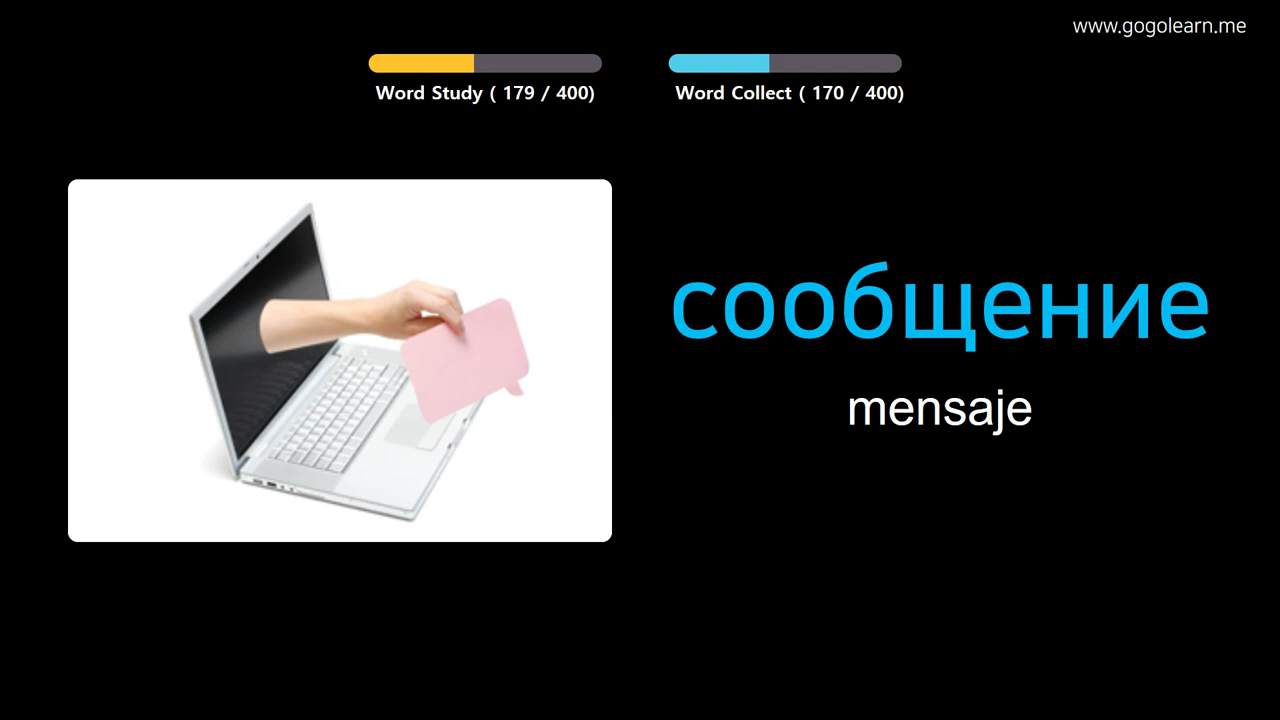 www.gogolearn.me
Word Study ( 179 / 400)
Word Collect ( 170 / 400)
сообщение
mensaje